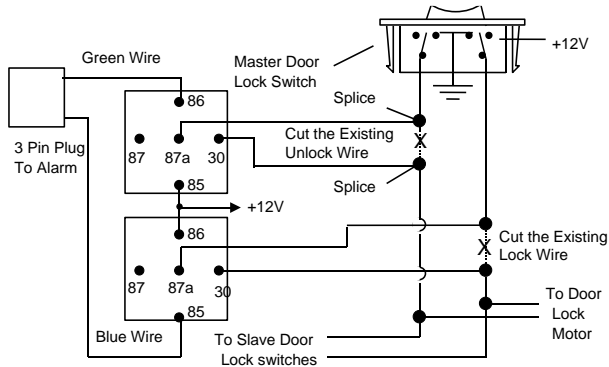 Green Wire
Master Door
Lock Switch
+12V
86
Splice
3 Pin Plug
To Alarm
87
87a
30
Cut the Existing
Unlock Wire
X
85
Splice
+12V
86
X
Cut the Existing
Lock Wire
87
87a
30
85
Blue Wire
To Slave Door
Lock switches
To Door
Lock
Motor